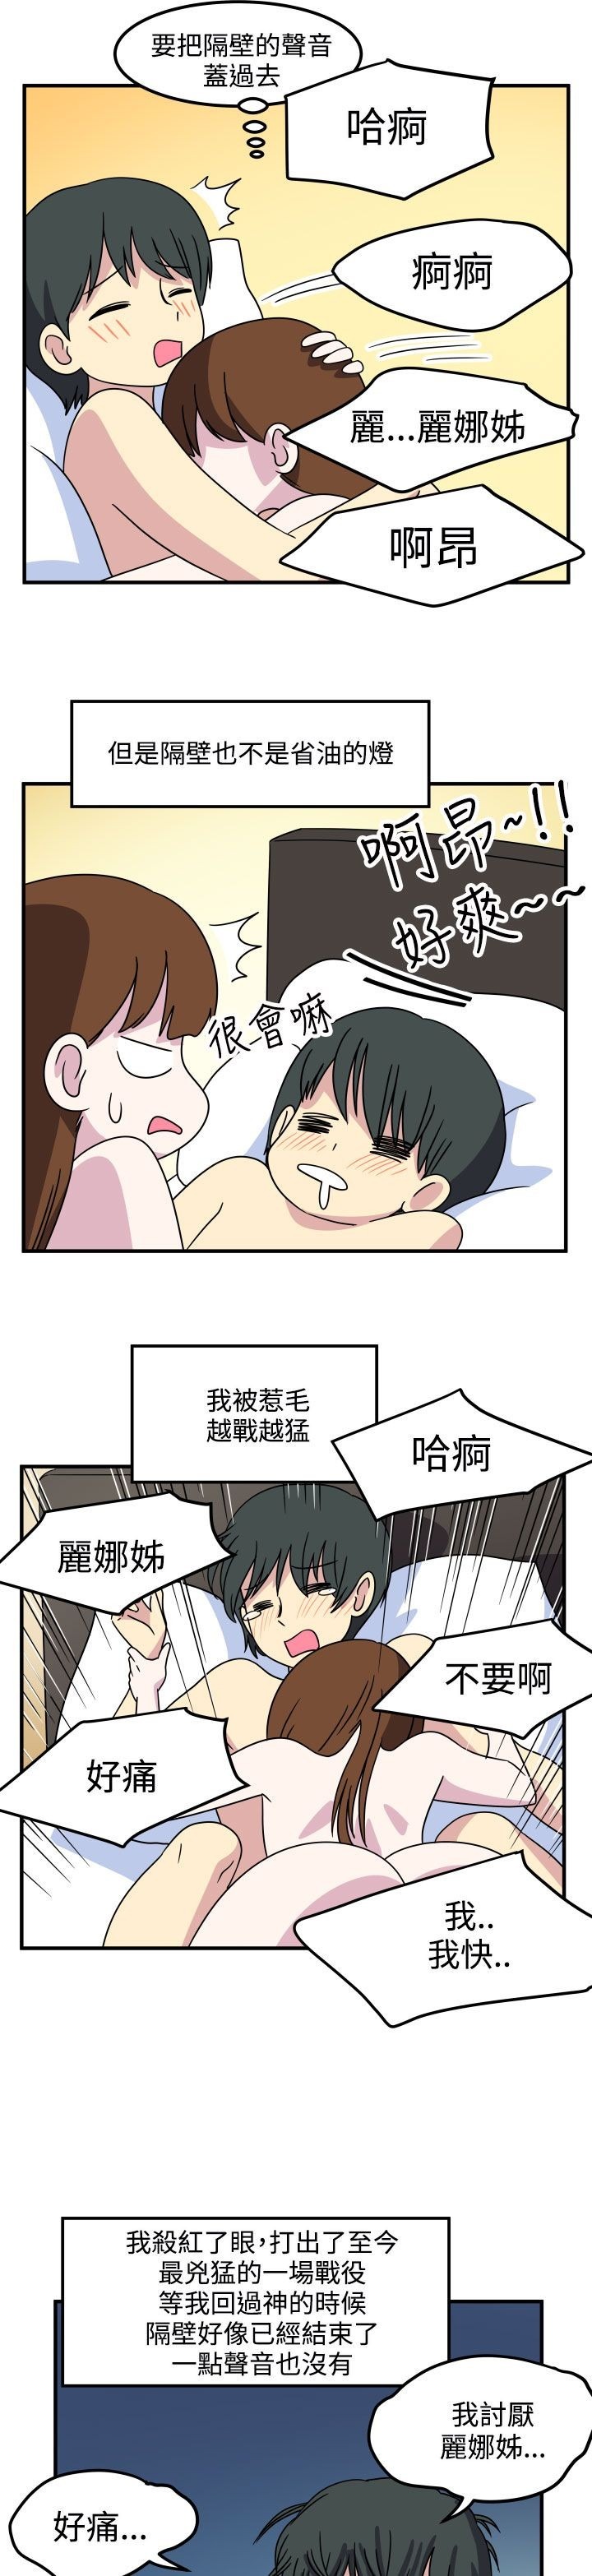 要把隔壁的聲音
蓋過去
哈痾
痾痾
麗...麗娜姊
啊昂
但是隔壁也不是省油的燈
啊昂~!!
好爽~~
很會嘛
我被惹毛
越戰越猛
哈痾
麗娜姊
不要啊
好痛
我..
我快..
我殺紅了眼,打出了至今
最兇猛的一場戰役
等我回過神的時候
隔壁好像已經結束了
一點聲音也沒有
我討厭
麗娜姊...
好痛...